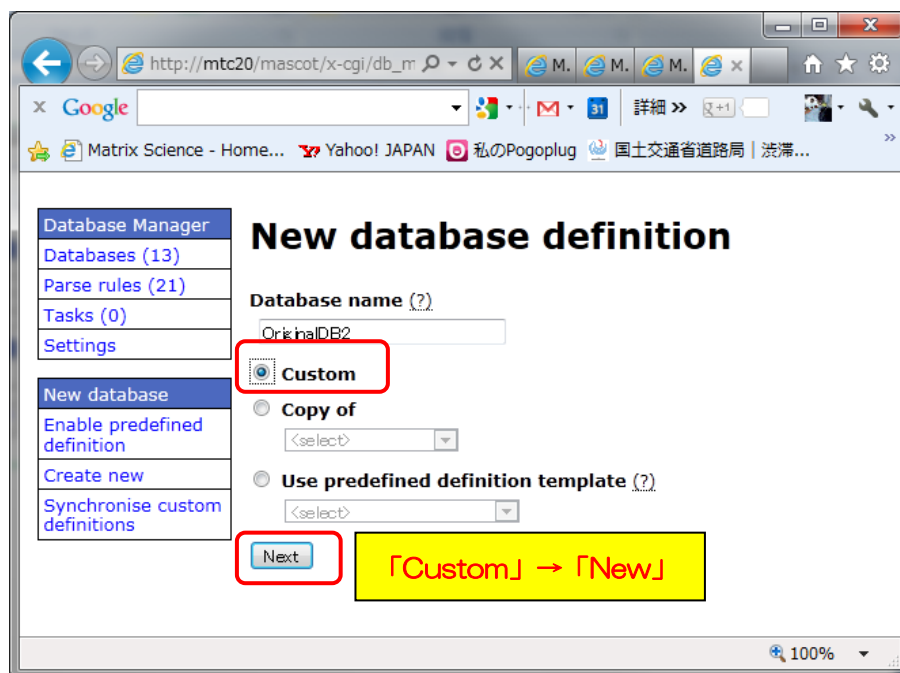 http://mtc20/mascot/x-cgi/db_m
M.
M.
M.
Google
31
詳細 »
+1
Matrix Science - Home...
Yahoo! JAPAN
私のPogoplug
国土交通省道路局 | 渋滞...
Database Manager
Databases (13)
Parse rules (21)
Tasks (0)
Settings
New database
Enable predefined
definition
Create new
Synchronise custom
definitions
New database definition
Database name (?)
OriginalDB2
Custom
Copy of
<select>
Use predefined definition template (?)
<select>
Next
「Custom」 → 「New」
100%